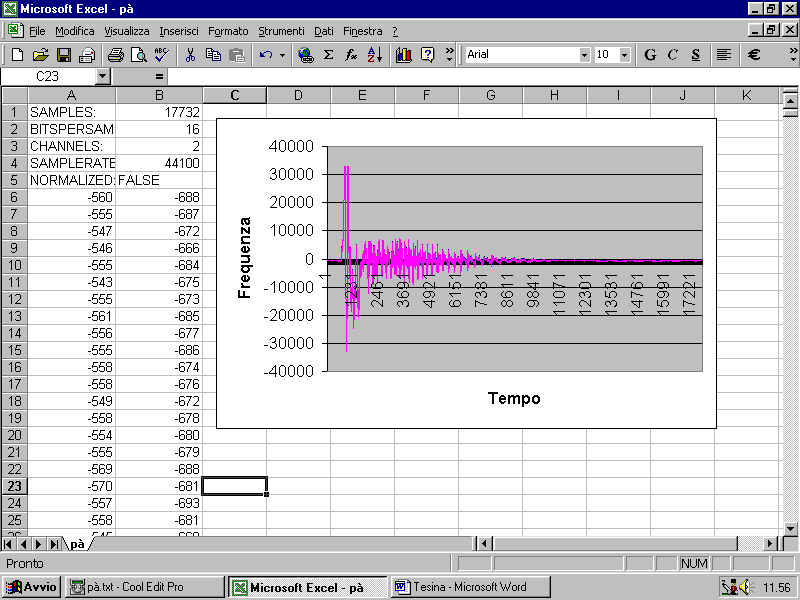 Microsoft Excel - pà
File Modifica Visualizza Inserisci Formato Strumenti Dati Finestra ?
Arial 10 G C S €
C23 =
A B C D E F G H I J K
1 SAMPLES: 17732
2 BITSPERSAM 16
3 CHANNELS: 2
4 SAMPLERATE 44100
5 NORMALIZED: FALSE
6 -560 -688
7 -555 -687
8 -547 -672
9 -546 -666
10 -555 -684
11 -543 -675
12 -555 -673
13 -561 -685
14 -556 -677
15 -555 -686
16 -558 -674
17 -558 -676
18 -549 -672
19 -558 -678
20 -554 -680
21 -555 -679
22 -569 -688
23 -570 -681
24 -557 -693
25 -558 -681
40000
30000
20000
10000
0
-10000
-20000
-30000
-40000
Frequenza
1 123 246 369 492 6151 7381 8611 9841 11071 12301 13531 14761 15991 17221
Tempo
pà
Pronto NUM
Avvio pà.txt - Cool Edit Pro Microsoft Excel - pà Tesina - Microsoft Word 11.56